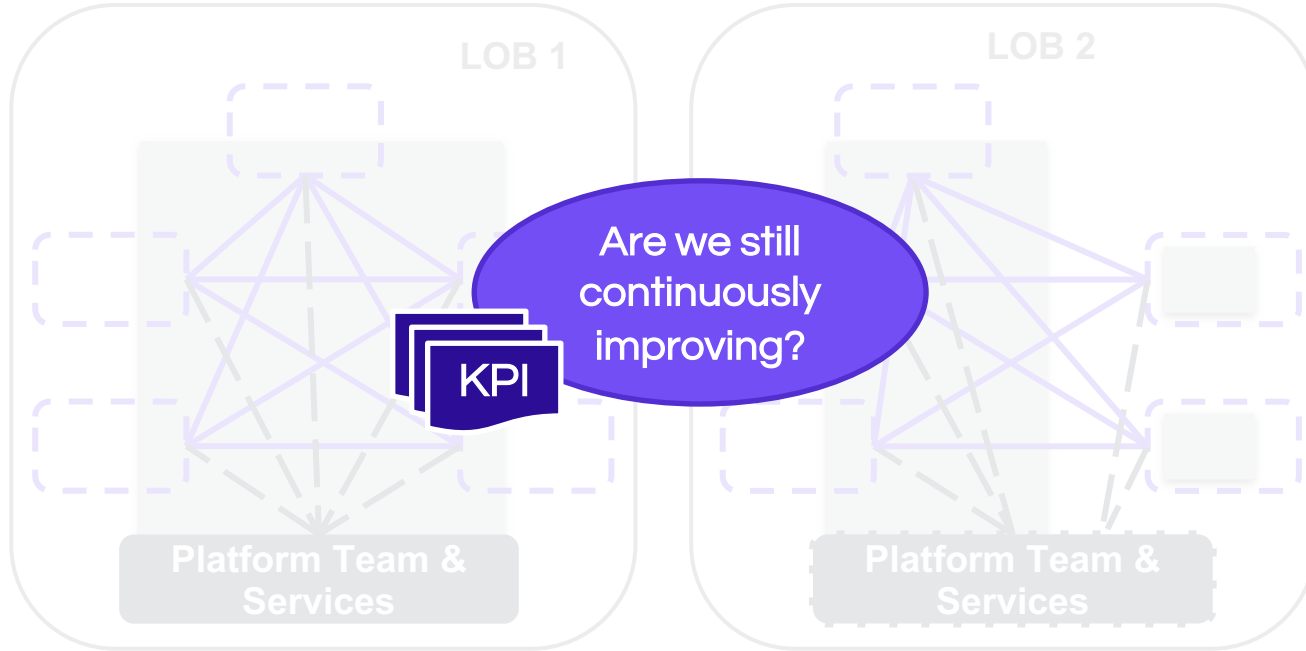 LOB 1
LOB 2
Are we still
continuously
improving?
KPI
Platform Team &
Services
Platform Team &
Services